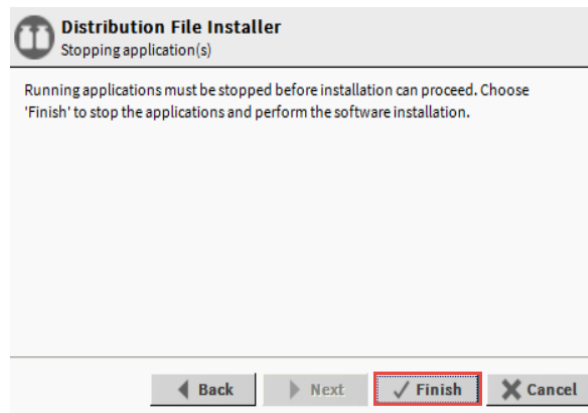 Distribution File Installer
Stopping application(s)
Running applications must be stopped before installation can proceed. Choose
'Finish' to stop the applications and perform the software installation.
Back Next Finish Cancel